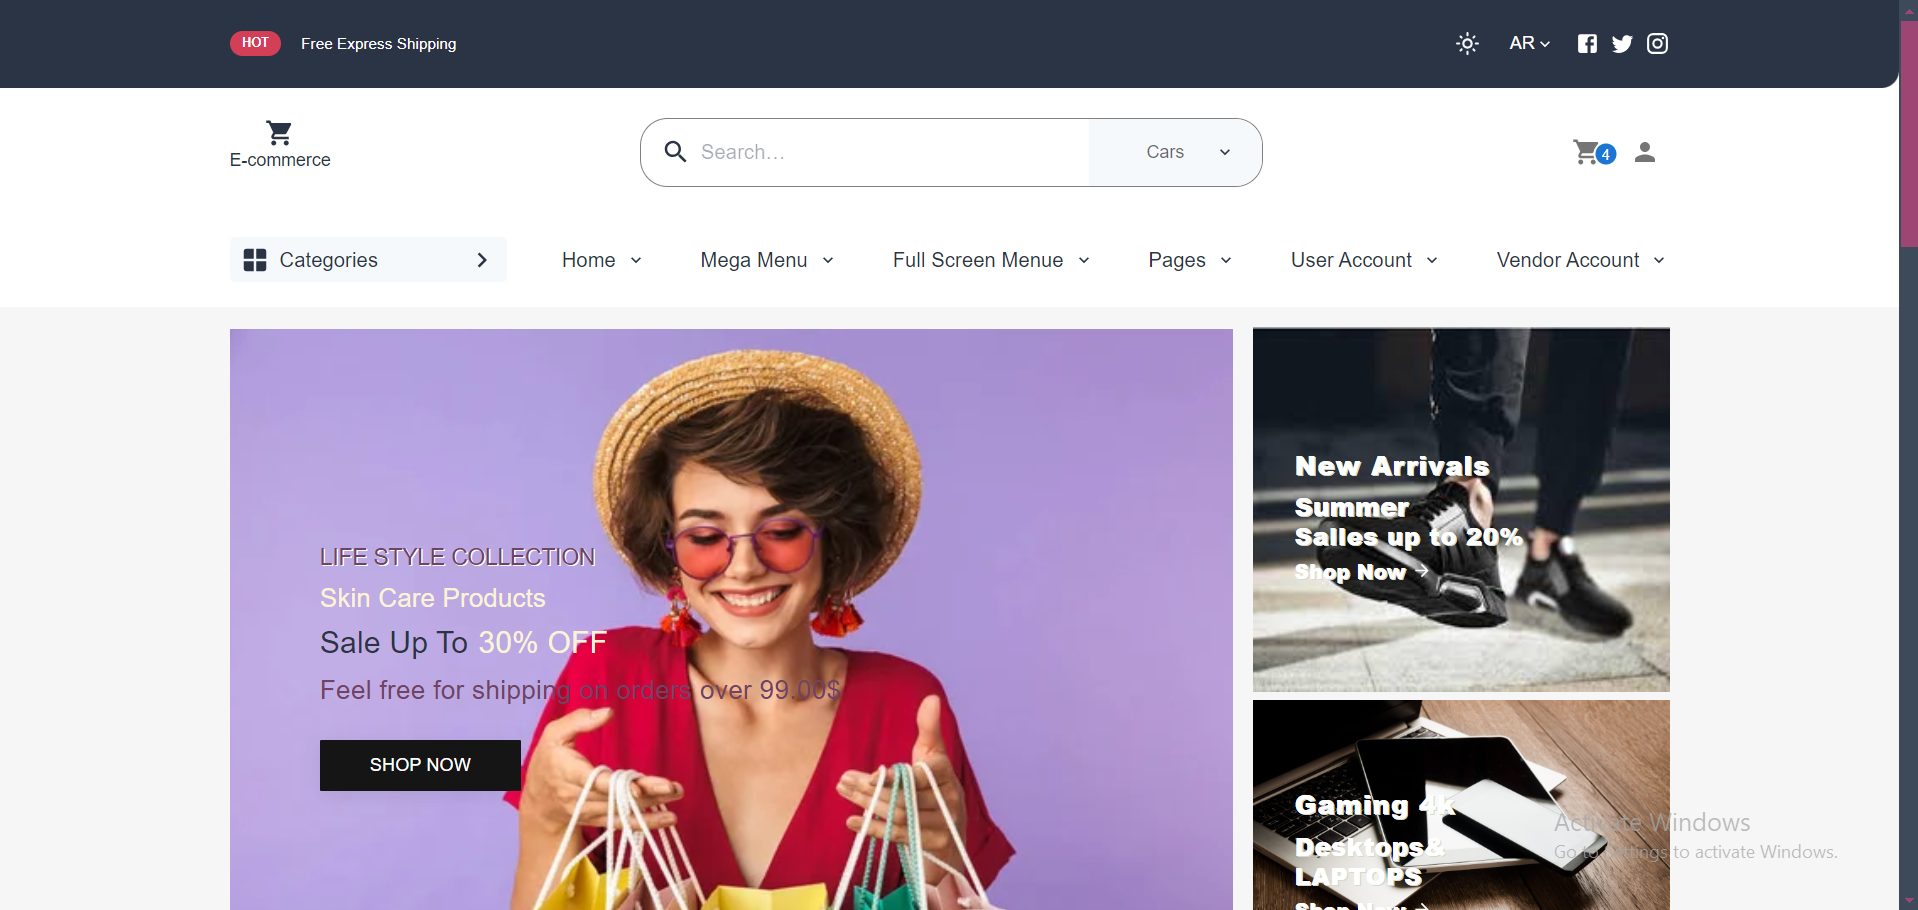 HOT
Free Express Shipping
AR
E-commerce
Search...
Cars
4
Categories
Home
Mega Menu
Full Screen Menue
Pages
User Account
Vendor Account
LIFE STYLE COLLECTION
Skin Care Products
Sale Up To 30% OFF
Feel free for shipping on orders over 99.00$
SHOP NOW
New Arrivals
Summer
Salles up to 20%
Shop Now
Gaming 4k
Desktops&
LAPTOPS
Shop Now
Activate Windows
Go to Settings to activate Windows.